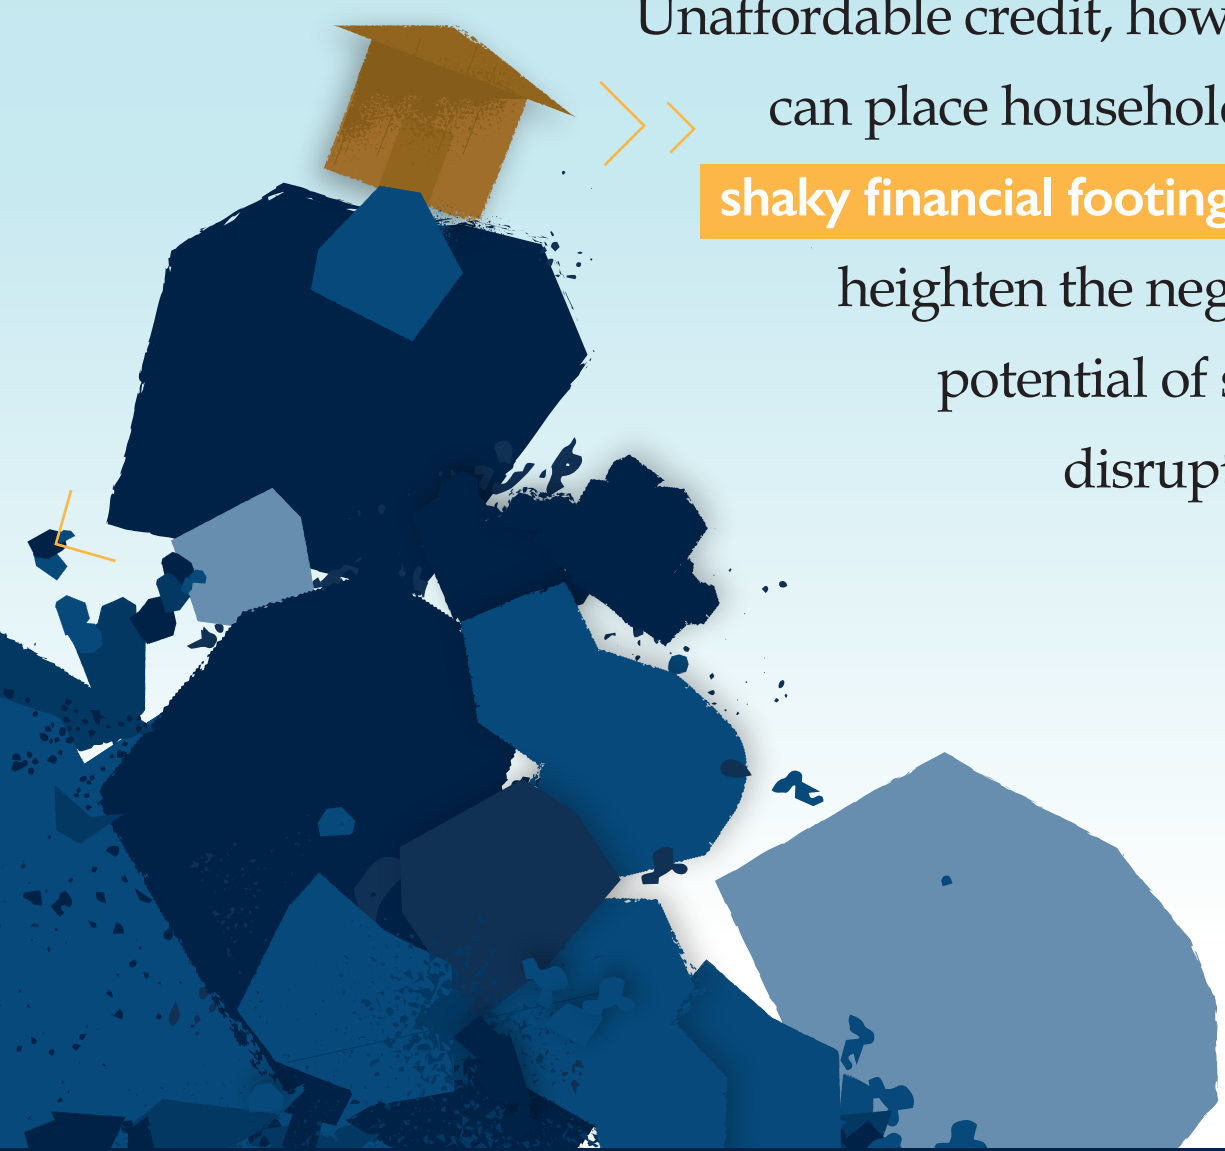 Unaffordable credit, how
can place househol
shaky financial footing
heighten the neg
potential of
disrup